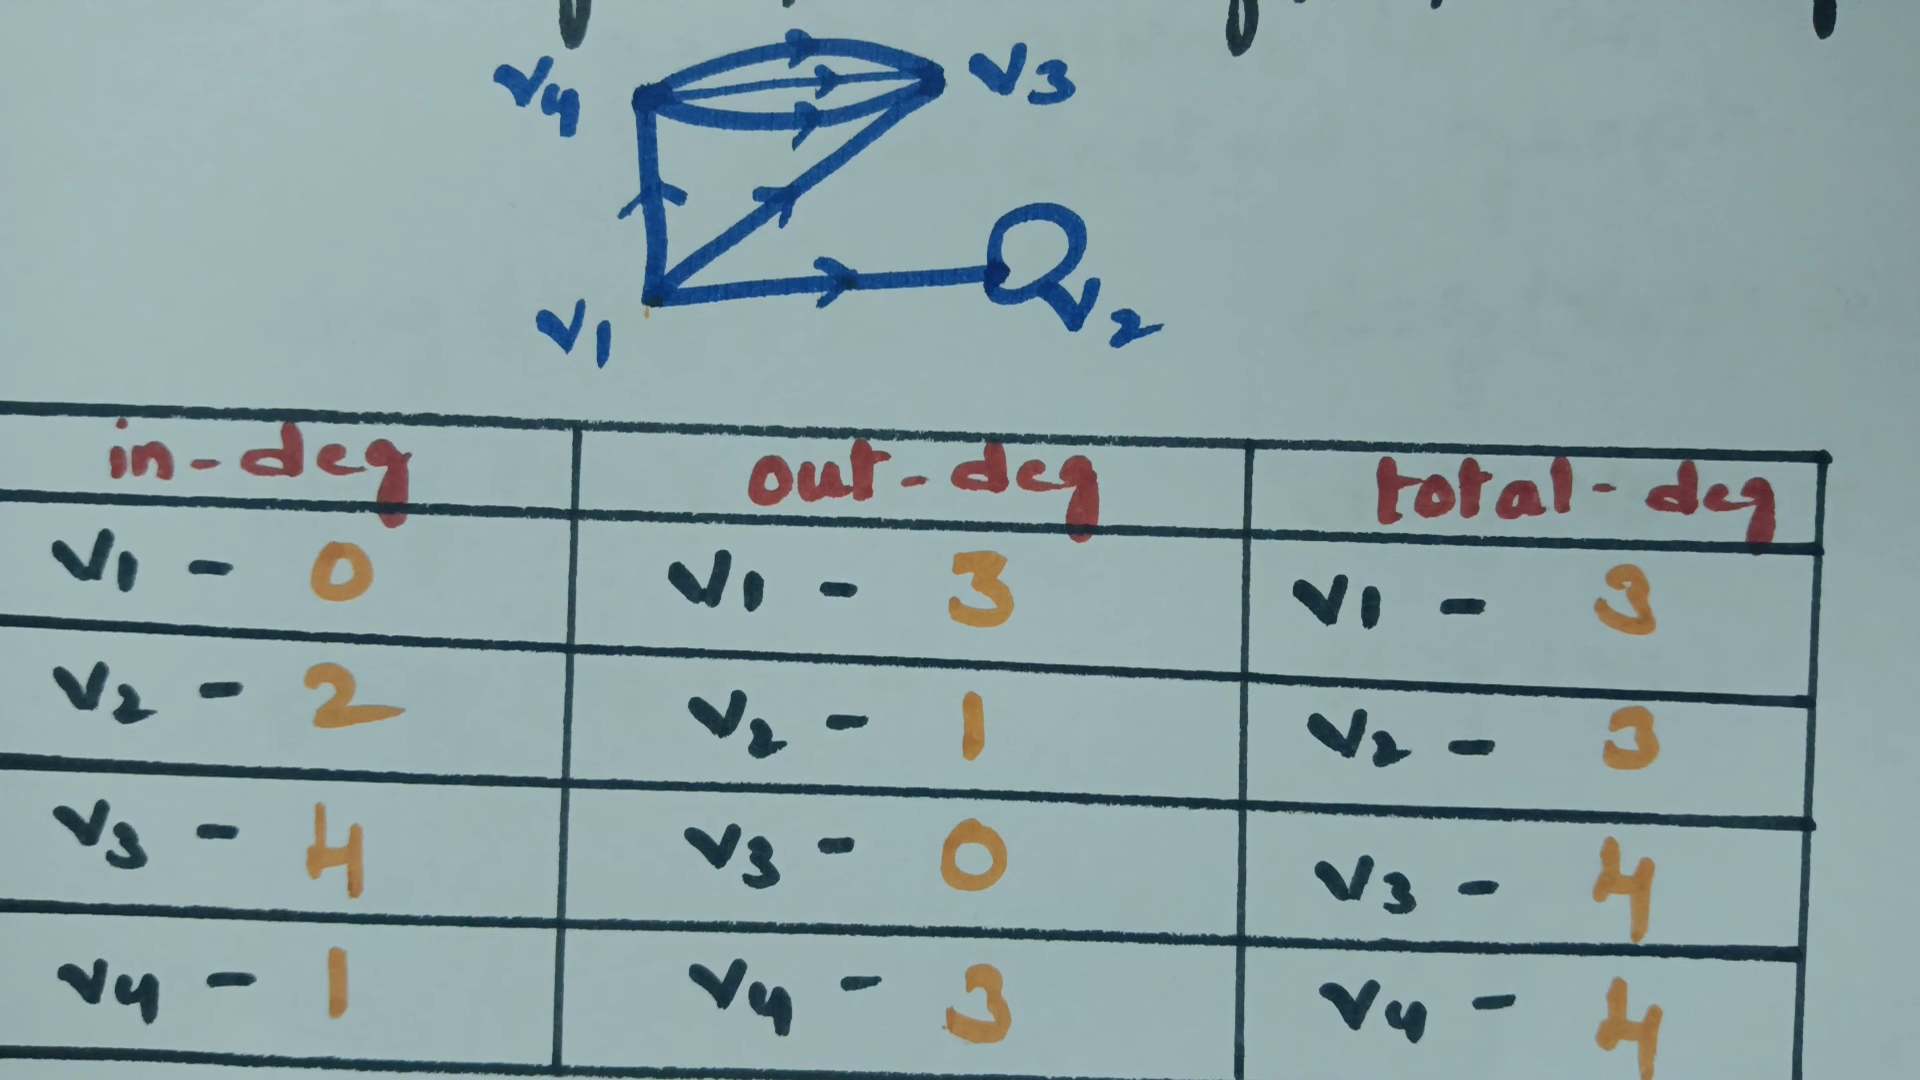 v4 v3
v1 v2
in-deg out-deg total-deg
v1 - 0 v1 - 3 v1 - 3
v2 - 2 v2 - 1 v2 - 3
v3 - 4 v3 - 0 v3 - 4
v4 - 1 v4 - 3 v4 - 4